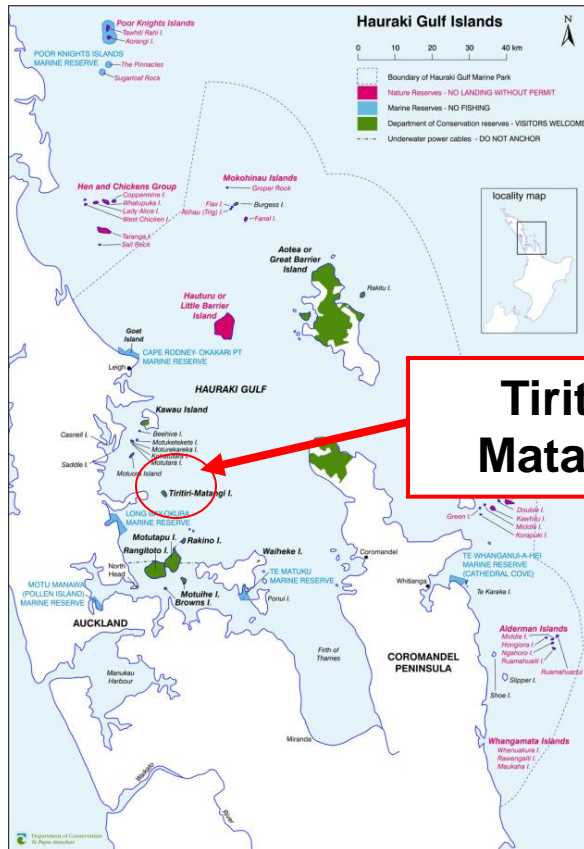 Hauraki Gulf Islands
N
0 10 20 30 40 km
Boundary of Hauraki Gulf Marine Park
Nature Reserves - NO LANDING WITHOUT PERMIT
Marine Reserves - NO FISHING
Department of Conservation reserves - VISITORS WELCOME
Underwater power cables - DO NOT ANCHOR
locality map
Poor Knights Islands
Tawhiti Rahi I.
Aorangi I.
POOR KNIGHTS ISLANDS
MARINE RESERVE
The Pinnacles
Sugarloaf Rock
Hen and Chickens Group
Coppermine I.
Whatupuka I.
Lady Alice I.
West Chicken I.
Taranga I.
Sail Rock
Mokohinau Islands
Groper Rock
Flax I.
Burgess I.
Atihau (Trig) I.
Fanal I.
Aotea or
Great Barrier
Island
Rakitu I.
Hauturu or
Little Barrier
Island
Goat
Island
CAPE RODNEY- OKAKARI PT
MARINE RESERVE
Leigh
HAURAKI GULF
Kawau Island
Beehive I.
Motuketekete I.
Moturekareka I.
Motutara I.
Casnell I.
Saddle I.
Motuora Island
Tiritiri-Matangi I.
Tirit
Mata
LONG BAY-OKURA
MARINE RESERVE
Motutapu I.
Rangitoto I.
Rakino I.
North
Head
Waiheke I.
TE MATUKU
MARINE RESERVE
Ponui I.
Motuihe I.
Browns I.
MOTU MANAWA
(POLLEN ISLAND)
MARINE RESERVE
AUCKLAND
Manukau
Harbour
Firth of
Thames
Miranda
Waikato
River
Coromandel
COROMANDEL
PENINSULA
Whitianga
Double I.
Green I.
Kawhitu I.
Middle I.
Korapuki I.
TE WHANGANUI-A-HEI
MARINE RESERVE
(CATHEDRAL COVE)
Te Karaka I.
Alderman Islands
Middle I.
Hongiora I.
Ngahoro I.
Ruamahuaiti I.
Ruamahuanui
Slipper I.
Shoe I.
Whangamata Islands
Whenuakura I.
Rawengaiti I.
Maukaha I.
Department of Conservation
Te Papa Atawhai